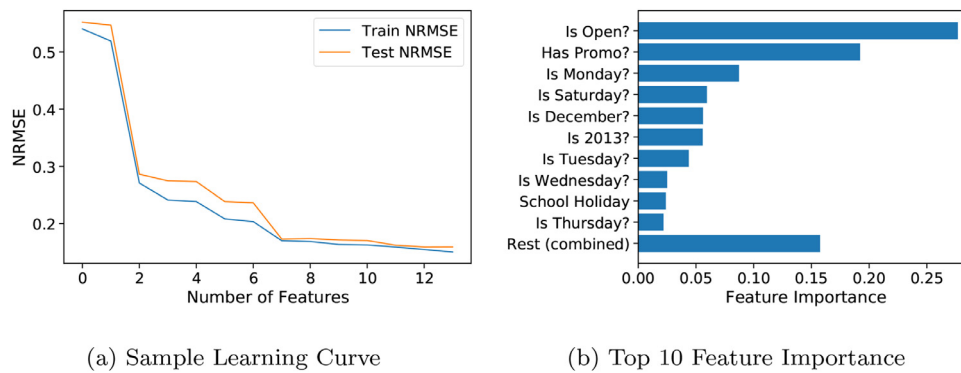 0.5
0.4
0.3
0.2
NRMSE
Train NRMSE
Test NRMSE
0 2 4 6 8 10 12
Number of Features
(a) Sample Learning Curve
Is Open?
Has Promo?
Is Monday?
Is Saturday?
Is December?
Is 2013?
Is Tuesday?
Is Wednesday?
School Holiday
Is Thursday?
Rest (combined)
0.00 0.05 0.10 0.15 0.20 0.25
Feature Importance
(b) Top 10 Feature Importance